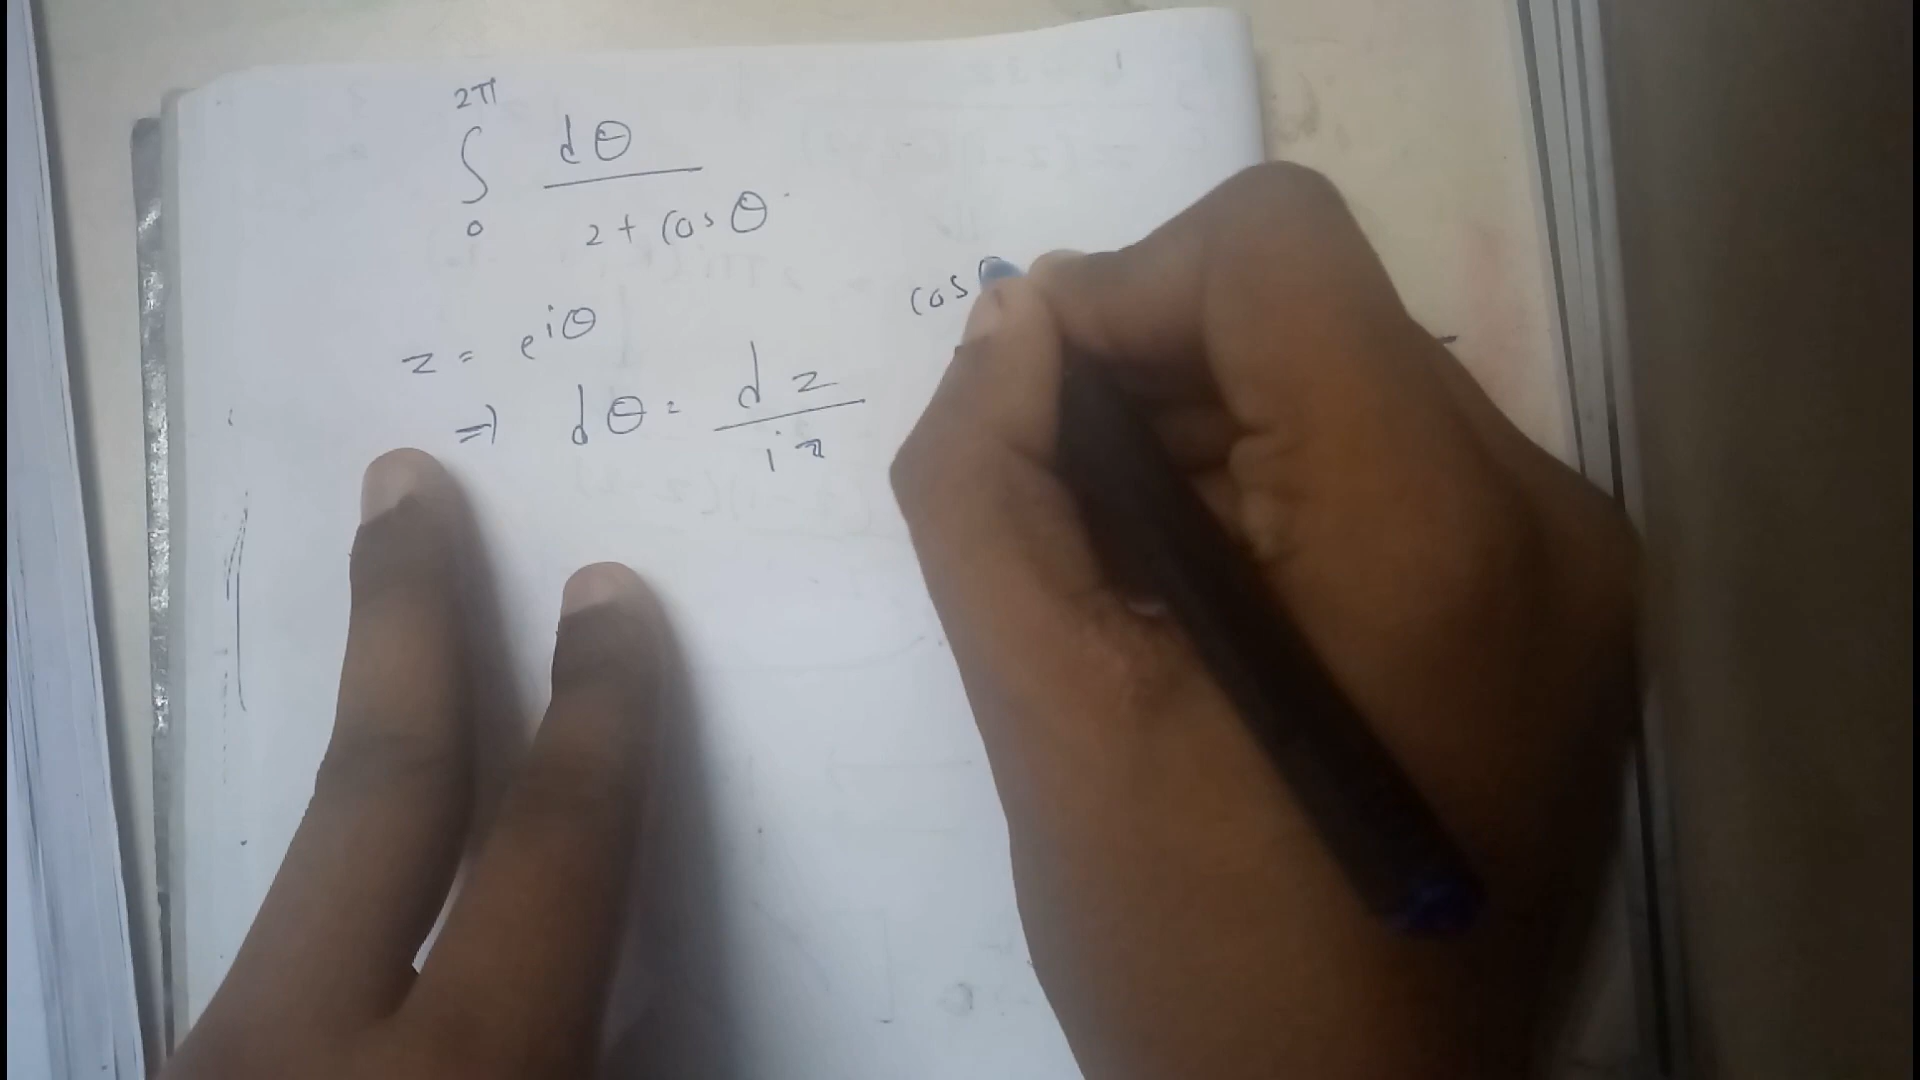 2π
∫ dθ
0 2 + cos θ
z = e^iθ
cos
⇒ dθ = dz
iz